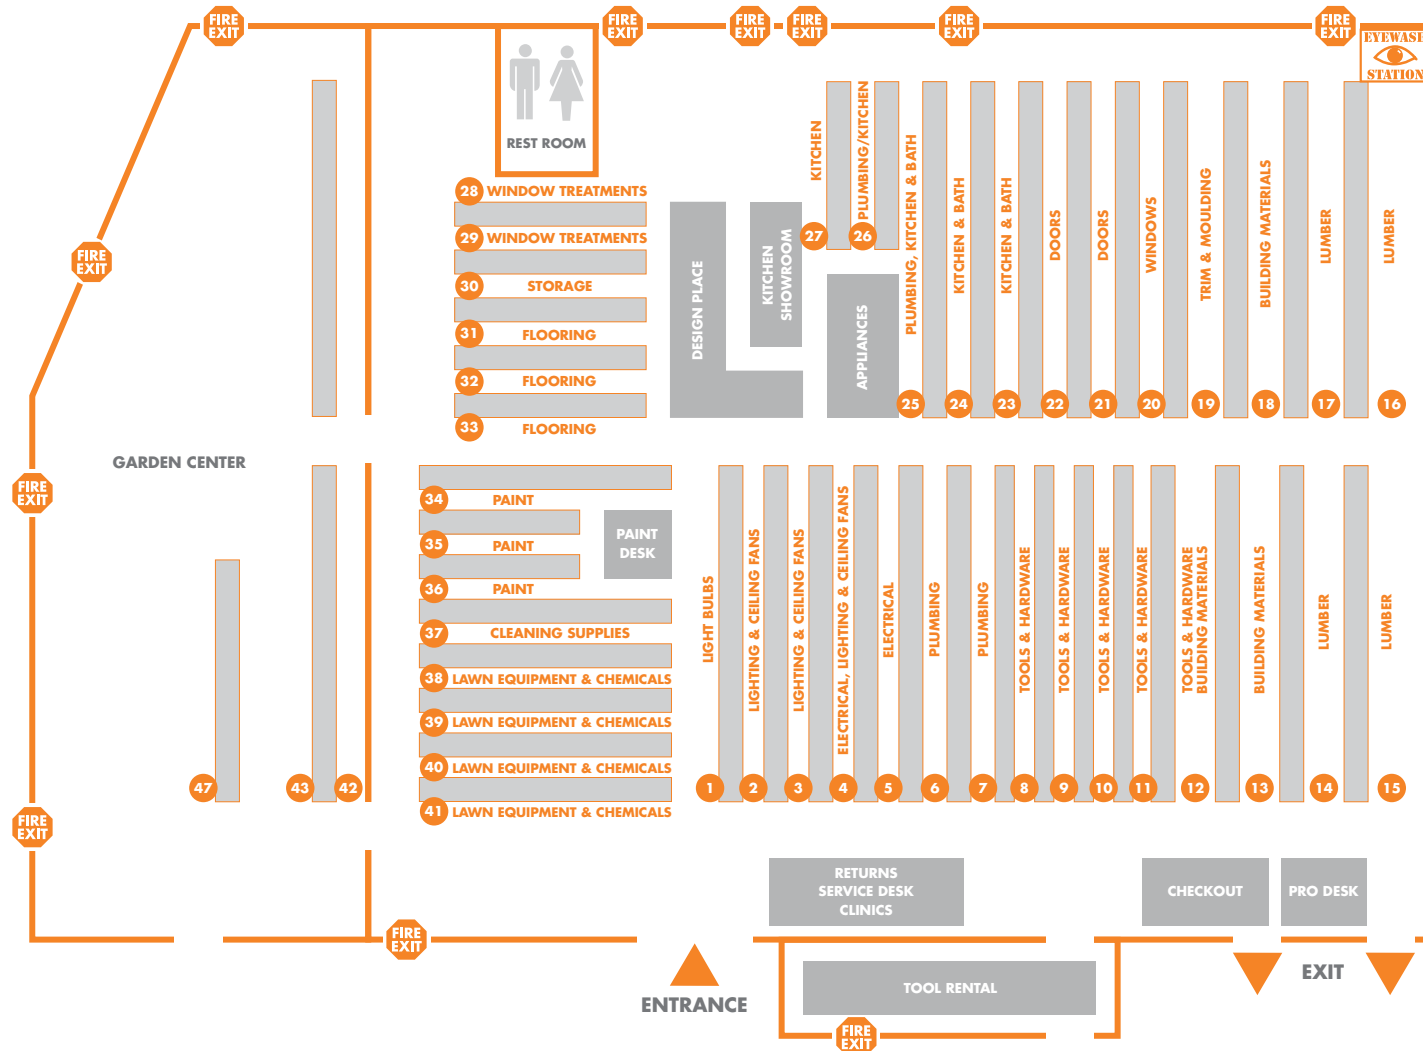 FIRE
EXIT
FIRE
EXIT
FIRE
EXIT
FIRE
EXIT
FIRE
EXIT
FIRE
EXIT
EYEWASH
STATION
REST ROOM
28 WINDOW TREATMENTS
29 WINDOW TREATMENTS
30 STORAGE
31 FLOORING
32 FLOORING
33 FLOORING
DESIGN PLACE
KITCHEN
SHOWROOM
APPLIANCES
KITCHEN
27
PLUMBING/KITCHEN
26
PLUMBING, KITCHEN & BATH
25
KITCHEN & BATH
24
KITCHEN & BATH
23
DOORS
22
DOORS
21
WINDOWS
20
TRIM & MOULDING
19
BUILDING MATERIALS
18
LUMBER
17
LUMBER
16
FIRE
EXIT
FIRE
EXIT
FIRE
EXIT
GARDEN CENTER
47
43
42
34 PAINT
35 PAINT
36 PAINT
PAINT
DESK
37 CLEANING SUPPLIES
38 LAWN EQUIPMENT & CHEMICALS
39 LAWN EQUIPMENT & CHEMICALS
40 LAWN EQUIPMENT & CHEMICALS
41 LAWN EQUIPMENT & CHEMICALS
LIGHT BULBS
1
LIGHTING & CEILING FANS
2
LIGHTING & CEILING FANS
3
ELECTRICAL, LIGHTING & CEILING FANS
4
ELECTRICAL
5
PLUMBING
6
PLUMBING
7
TOOLS & HARDWARE
8
TOOLS & HARDWARE
9
TOOLS & HARDWARE
10
TOOLS & HARDWARE
11
TOOLS & HARDWARE
BUILDING MATERIALS
12
BUILDING MATERIALS
13
LUMBER
14
LUMBER
15
RETURNS
SERVICE DESK
CLINICS
CHECKOUT
PRO DESK
FIRE
EXIT
ENTRANCE
TOOL RENTAL
EXIT
FIRE
EXIT